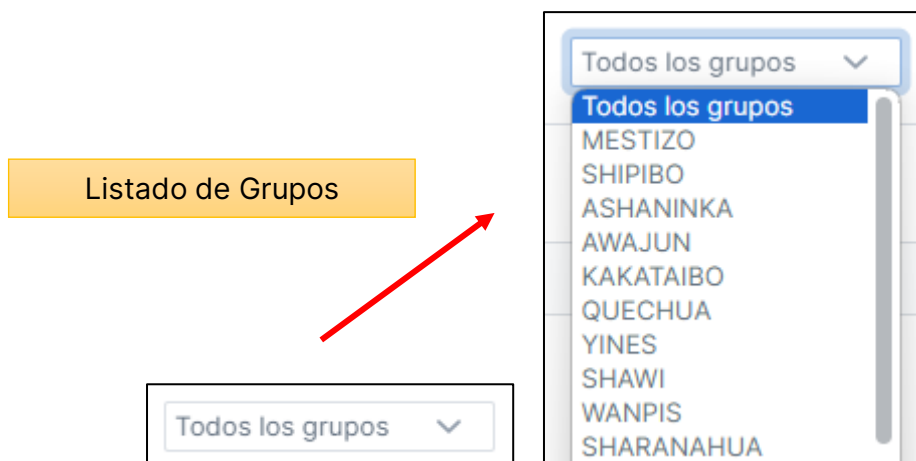 Todos los grupos
Todos los grupos
MESTIZO
SHIPIBO
ASHANINKA
AWAJUN
KAKATAIBO
QUECHUA
YINES
SHAWI
WANPIS
SHARANAHUA
Listado de Grupos
Todos los grupos